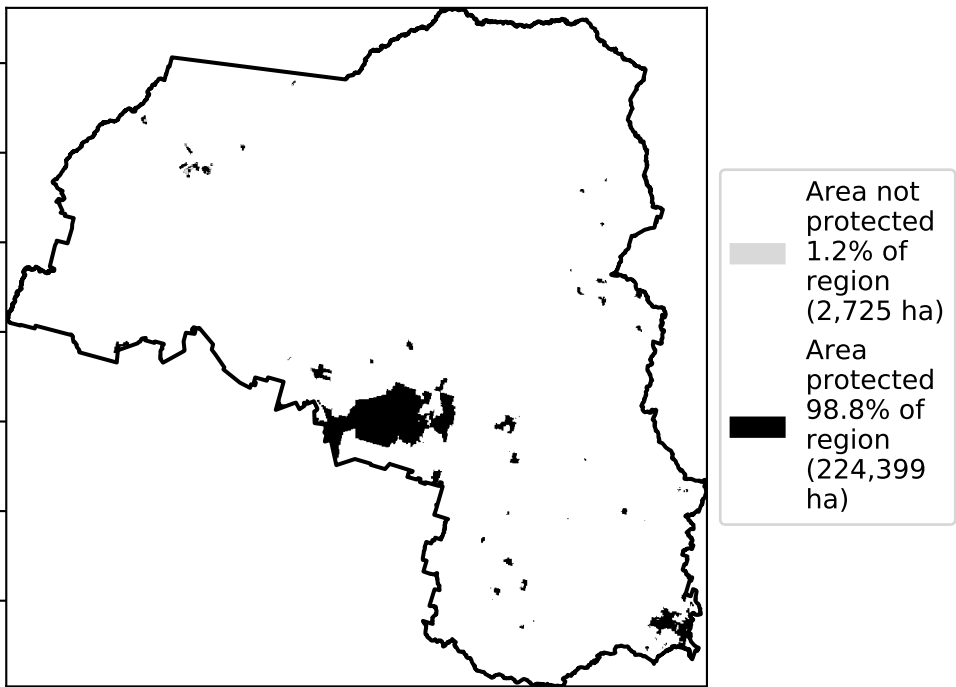 Area not
protected
1.2% of
region
(2,725 ha)
Area
protected
98.8% of
region
(224,399
ha)